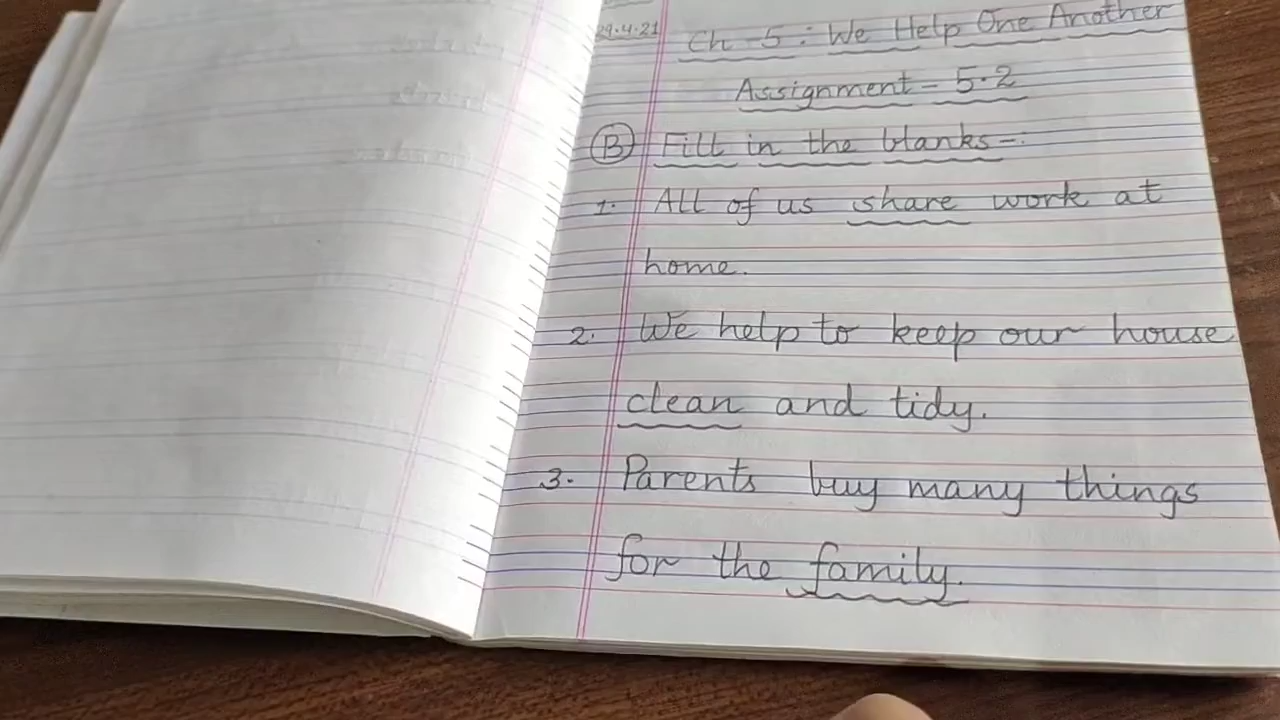 29.4.21
Ch-5: We Help One Another
Assignment - 5.2
B Fill in the blanks-:
1. All of us share work at
home.
2. We help to keep our house
clean and tidy.
3. Parents buy many things
for the family.